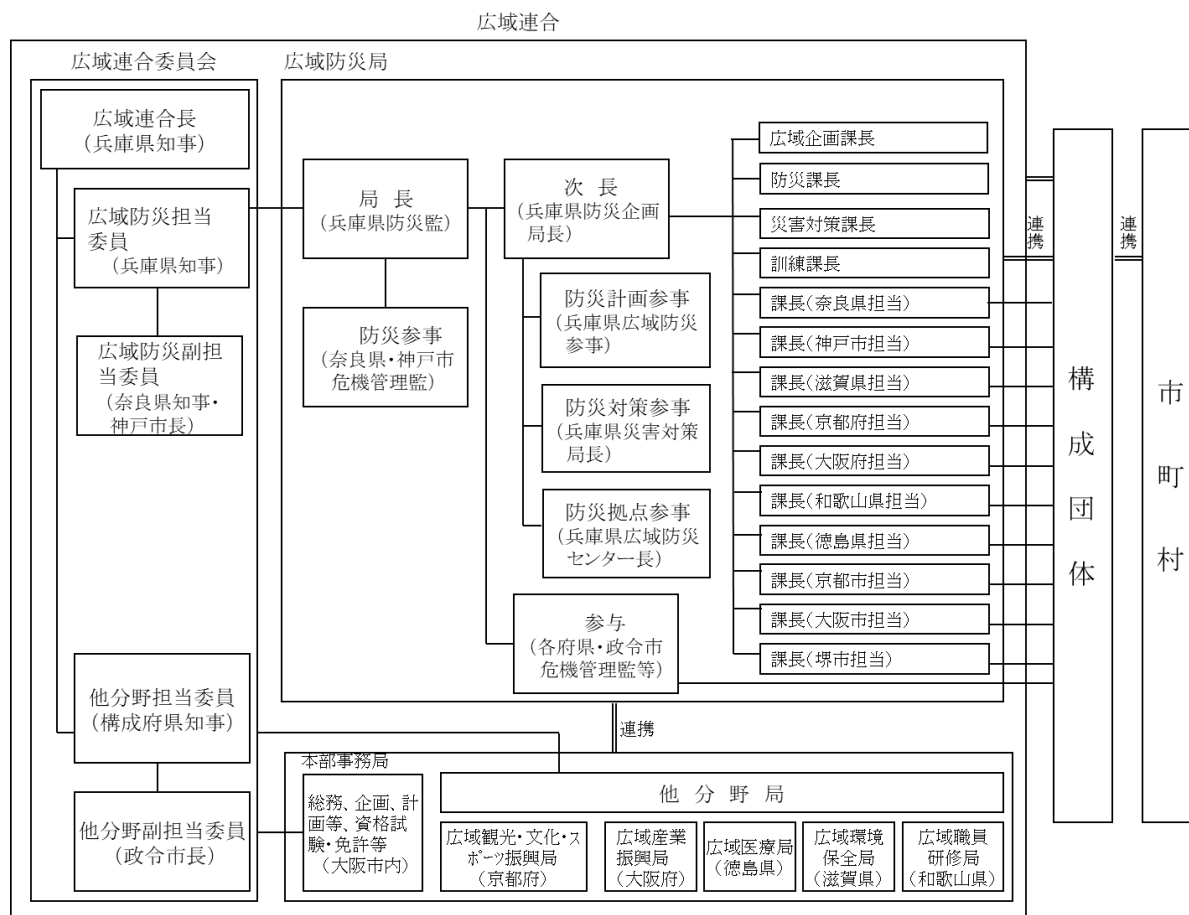 広域連合
広域連合委員会
広域連合長
（兵庫県知事）
広域防災担当
委員
（兵庫県知事）
広域防災副担
当委員
（奈良県知事・
神戸市長）
他分野担当委員
（構成府県知事）
他分野副担当委員
（政令市長）
広域防災局
局 長
（兵庫県防災監）
防災参事
（奈良県・神戸市
危機管理監）
次 長
（兵庫県防災企画
局長）
防災計画参事
（兵庫県広域防災
参事）
防災対策参事
（兵庫県災害対策
局長）
防災拠点参事
（兵庫県広域防災
センター長）
参与
（各府県・政令市
危機管理監等）
広域企画課長
防災課長
災害対策課長
訓練課長
課長（奈良県担当）
課長（神戸市担当）
課長（滋賀県担当）
課長（京都府担当）
課長（大阪府担当）
課長（和歌山県担当）
課長（徳島県担当）
課長（京都市担当）
課長（大阪市担当）
課長（堺市担当）
連携
本部事務局
総務、企画、計
画等、資格試
験・免許等
（大阪市内）
他 分 野 局
広域観光・文化・ス
ポーツ振興局
（京都府）
広域産業
振興局
（大阪府）
広域医療局
（徳島県）
広域環境
保全局
（滋賀県）
広域職員
研修局
（和歌山県）
連携
構成団体
連携
市町村